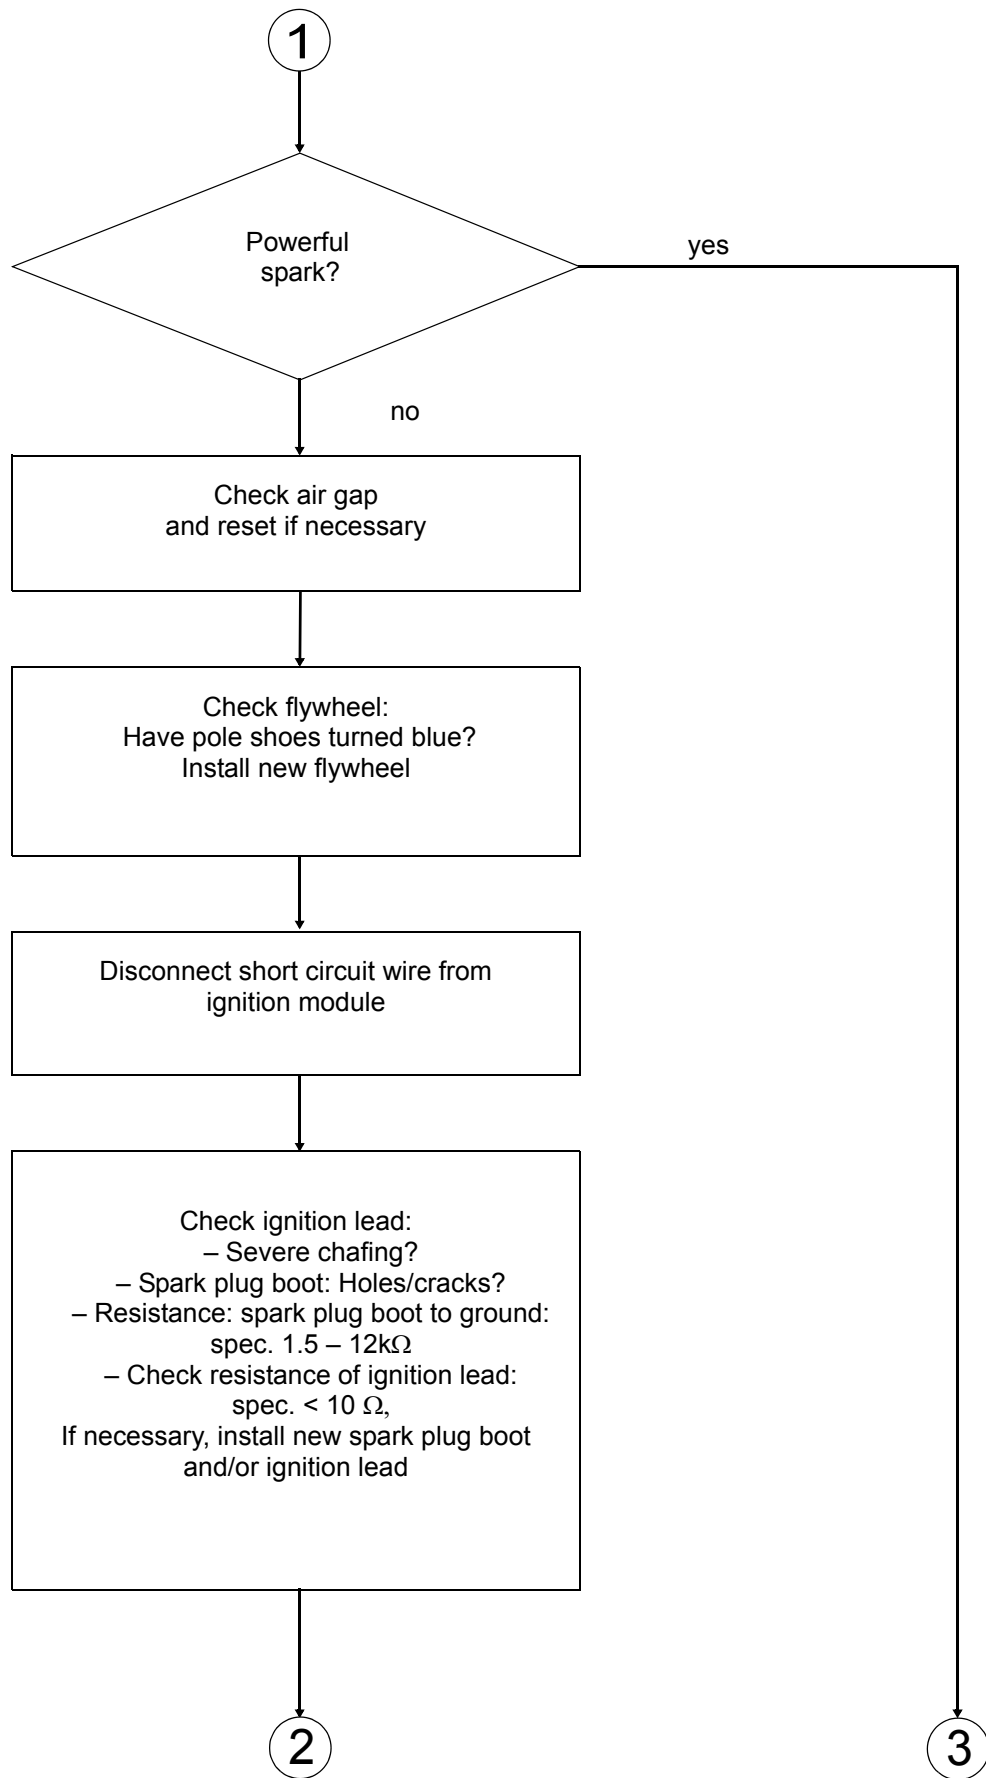 1
Powerful
spark?
yes
no
Check air gap
and reset if necessary
Check flywheel:
Have pole shoes turned blue?
Install new flywheel
Disconnect short circuit wire from
ignition module
Check ignition lead:
– Severe chafing?
– Spark plug boot: Holes/cracks?
– Resistance: spark plug boot to ground:
spec. 1.5 – 12kΩ
– Check resistance of ignition lead:
spec. < 10 Ω,
If necessary, install new spark plug boot
and/or ignition lead
2
3